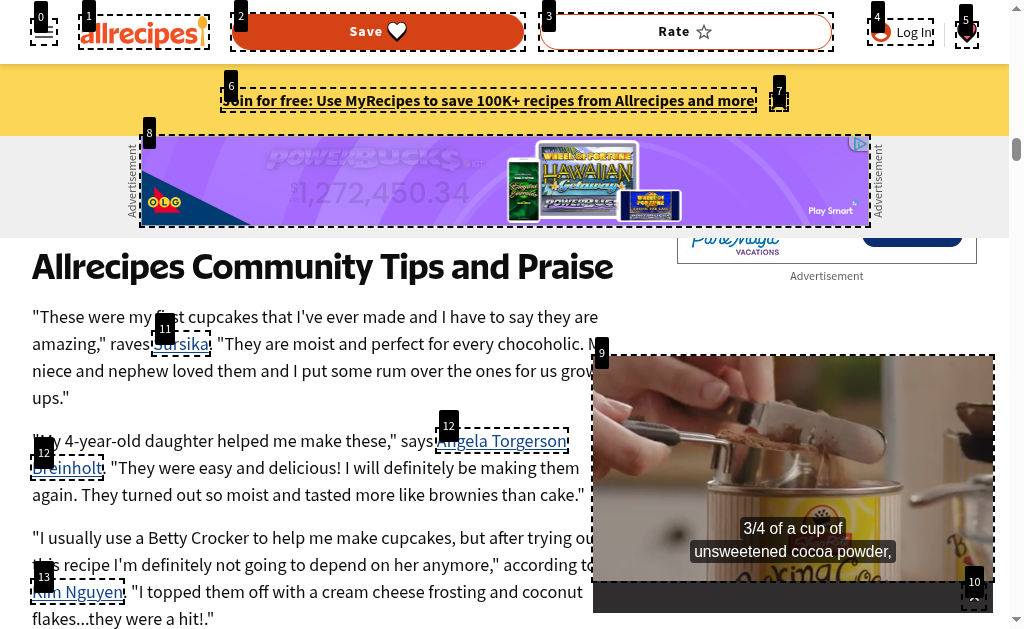 0
1
2
3
4
5
allrecipes
Save
Rate
Log In
6
7
Join for free: Use MyRecipes to save 100K+ recipes from Allrecipes and more
8
Advertisement
POWERBUCKS
$1,272,450.34
OLG
WHEEL OF FORTUNE
HAWAIIAN
Getaway
POWERBUCKS
Play Smart
Advertisement
VACATIONS
Advertisement
Allrecipes Community Tips and Praise
"These were my first cupcakes that I've ever made and I have to say they are
11
amazing," raves Sarsika. "They are moist and perfect for every chocoholic. M
niece and nephew loved them and I put some rum over the ones for us grow
ups."
12
"My 4-year-old daughter helped me make these," says Angela Torgerson
12
Breinholt. "They were easy and delicious! I will definitely be making them
again. They turned out so moist and tasted more like brownies than cake."
"I usually use a Betty Crocker to help me make cupcakes, but after trying ou
this recipe I'm definitely not going to depend on her anymore," according to
13
Kim Nguyen. "I topped them off with a cream cheese frosting and coconut
flakes...they were a hit!."
9
3/4 of a cup of
unsweetened cocoa powder,
10